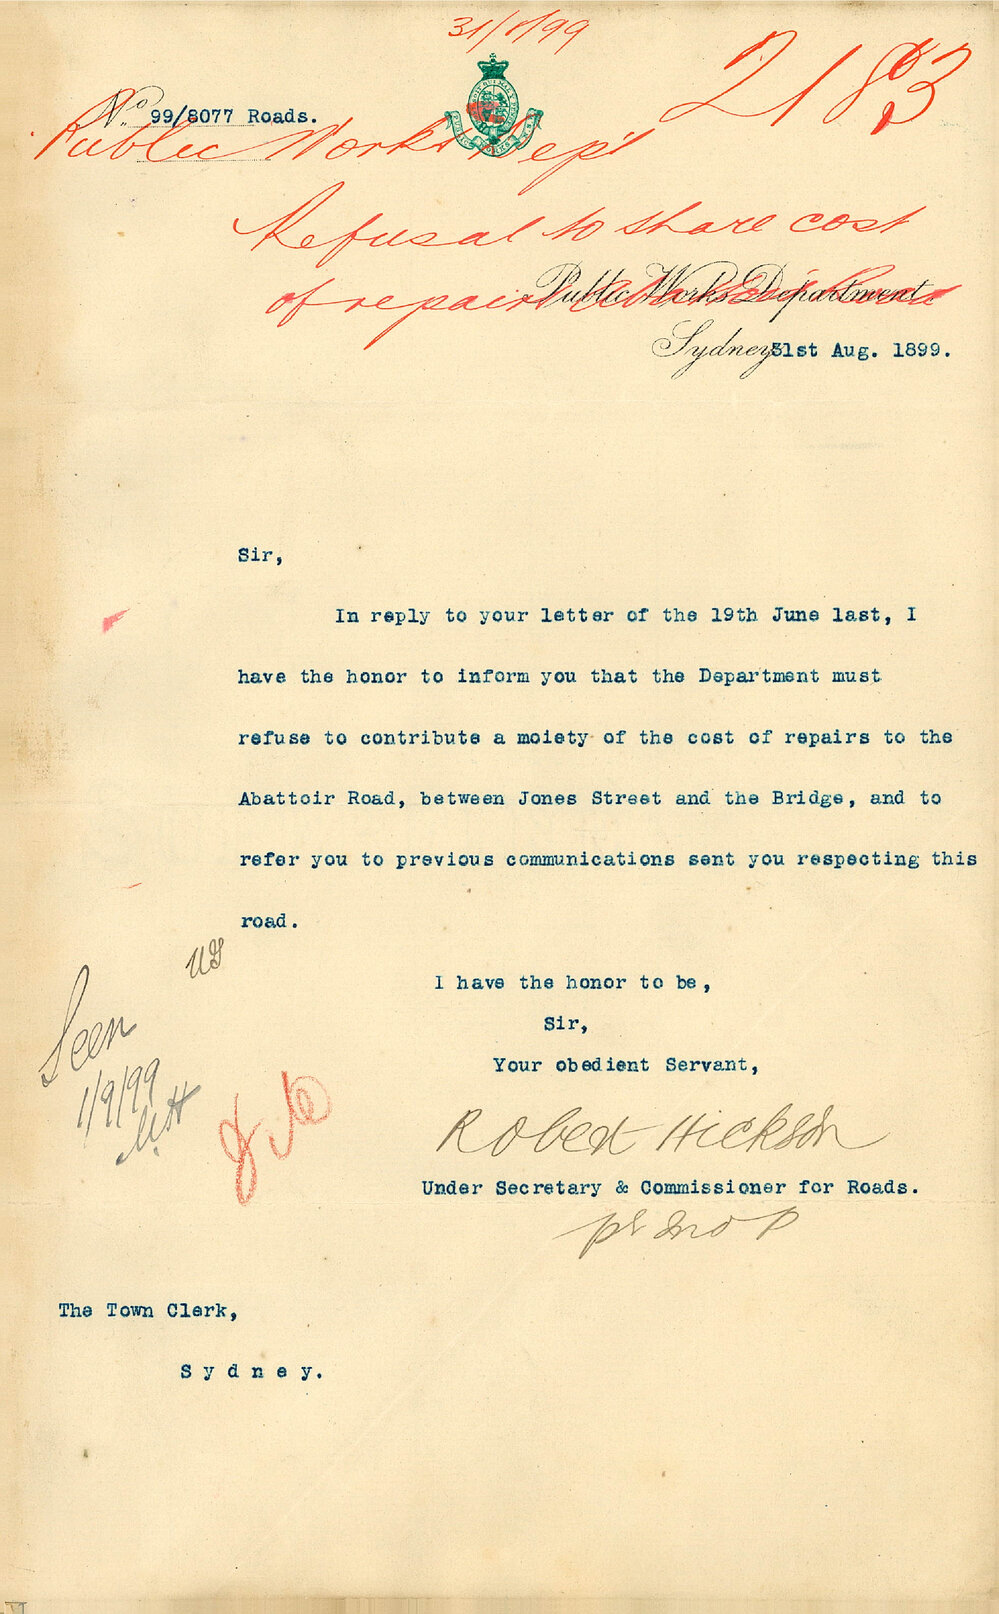 31/8/99
2183
No. 99/8077 Roads.
Public Works Dep't
Refusal to share cost
of repair Abattoir Road
Public Works Department
Sydney 31st Aug. 1899.
Sir,
In reply to your letter of the 19th June last, I
have the honor to inform you that the Department must
refuse to contribute a moiety of the cost of repairs to the
Abattoir Road, between Jones Street and the Bridge, and to
refer you to previous communications sent you respecting this
road.
I have the honor to be,
Sir,
Your obedient Servant,
Robert Hickson
Under Secretary & Commissioner for Roads.
Seen
1/9/99
The Town Clerk,
Sydney.